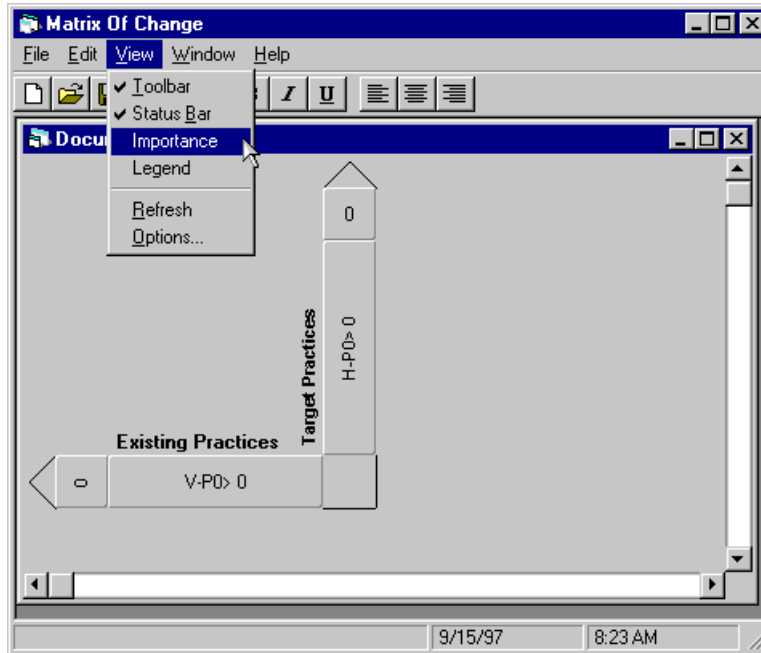 Matrix Of Change
File Edit View Window Help
I U
Toolbar
Status Bar
Importance
Legend
Refresh
Options...
Docu
0
H-P0> 0
Target Practices
Existing Practices
0
V-P0> 0
9/15/97 8:23 AM